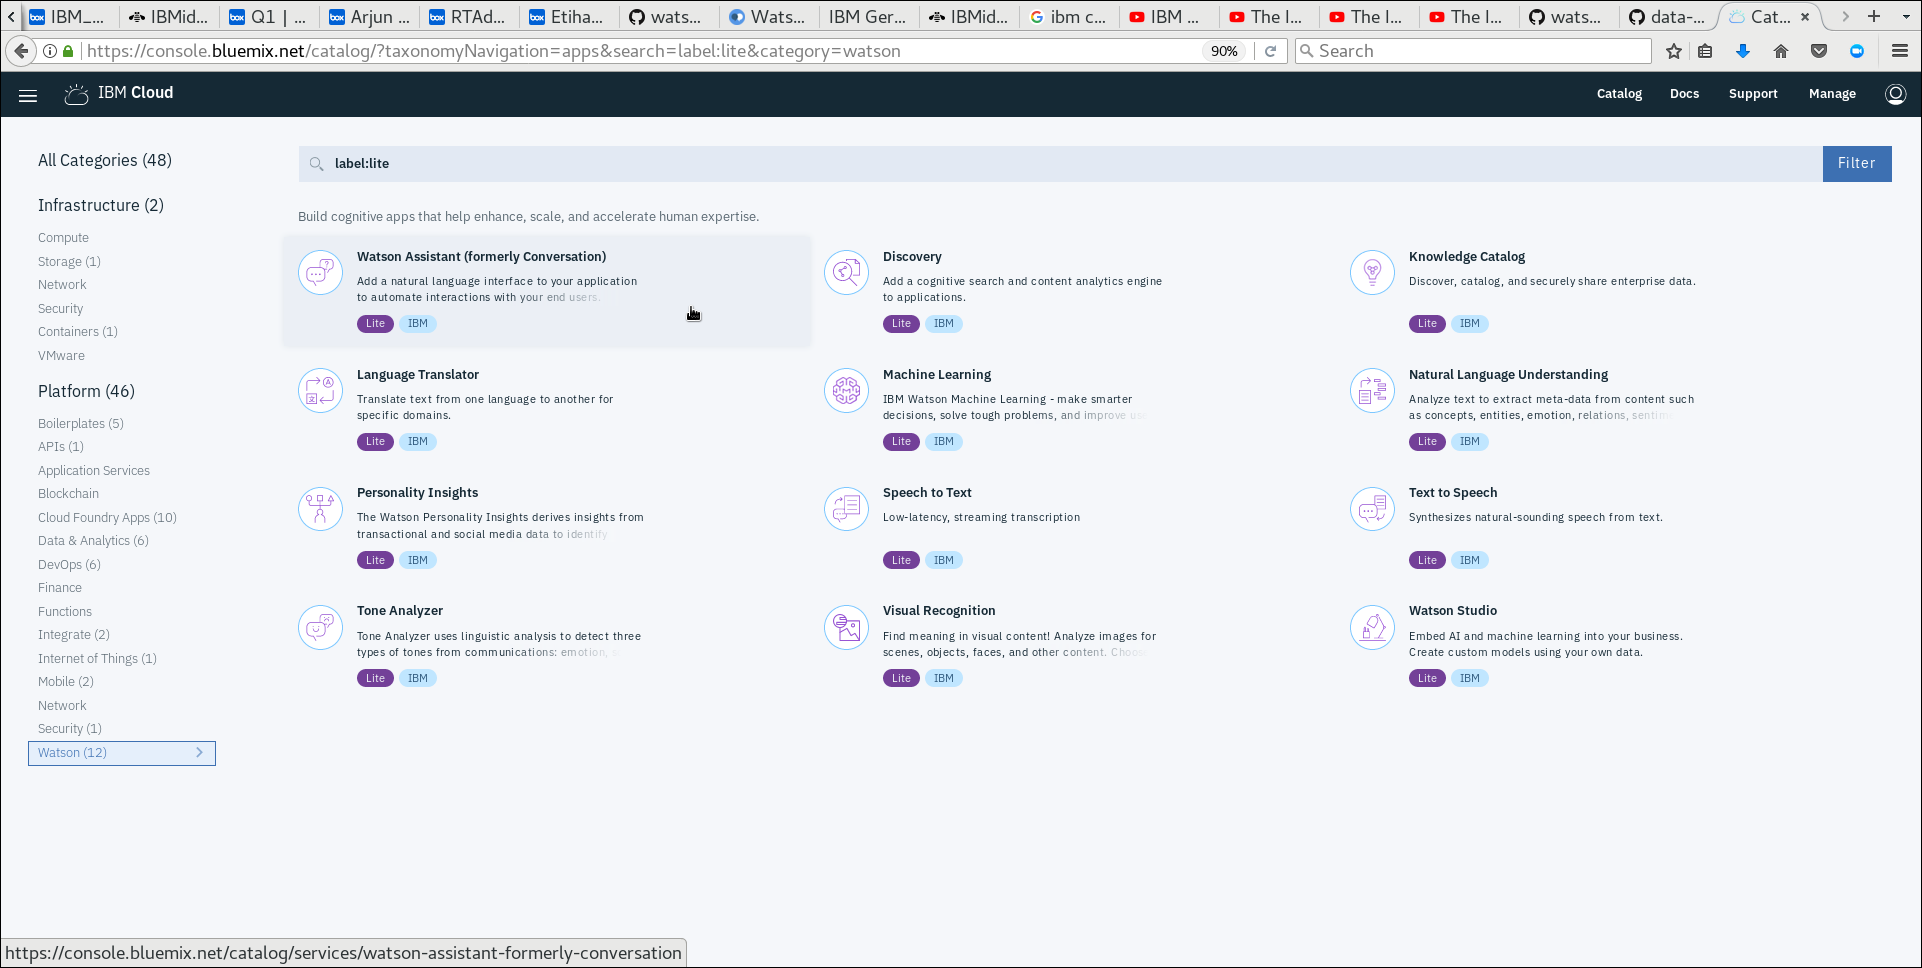 IBM_...
IBMid...
Q1 | ...
Arjun ...
RTAd...
Etiha...
wats...
Wats...
IBM Ger...
IBMid...
ibm c...
IBM ...
The I...
The I...
The I...
wats...
data-...
Cat...
https://console.bluemix.net/catalog/?taxonomyNavigation=apps&search=label:lite&category=watson
90%
Search
IBM Cloud
Catalog
Docs
Support
Manage
All Categories (48)
Infrastructure (2)
Compute
Storage (1)
Network
Security
Containers (1)
VMware
Platform (46)
Boilerplates (5)
APIs (1)
Application Services
Blockchain
Cloud Foundry Apps (10)
Data & Analytics (6)
DevOps (6)
Finance
Functions
Integrate (2)
Internet of Things (1)
Mobile (2)
Network
Security (1)
Watson (12)
label:lite
Filter
Build cognitive apps that help enhance, scale, and accelerate human expertise.
Watson Assistant (formerly Conversation)
Add a natural language interface to your application
to automate interactions with your end users.
Lite
IBM
Discovery
Add a cognitive search and content analytics engine
to applications.
Lite
IBM
Knowledge Catalog
Discover, catalog, and securely share enterprise data.
Lite
IBM
Language Translator
Translate text from one language to another for
specific domains.
Lite
IBM
Machine Learning
IBM Watson Machine Learning - make smarter
decisions, solve tough problems, and improve
Lite
IBM
Natural Language Understanding
Analyze text to extract meta-data from content such
as concepts, entities, emotion, relations,
Lite
IBM
Personality Insights
The Watson Personality Insights derives insights from
transactional and social media data to identify
Lite
IBM
Speech to Text
Low-latency, streaming transcription
Lite
IBM
Text to Speech
Synthesizes natural-sounding speech from text.
Lite
IBM
Tone Analyzer
Tone Analyzer uses linguistic analysis to detect three
types of tones from communications: emotion,
Lite
IBM
Visual Recognition
Find meaning in visual content! Analyze images for
scenes, objects, faces, and other content.
Lite
IBM
Watson Studio
Embed AI and machine learning into your business.
Create custom models using your own data.
Lite
IBM
https://console.bluemix.net/catalog/services/watson-assistant-formerly-conversation